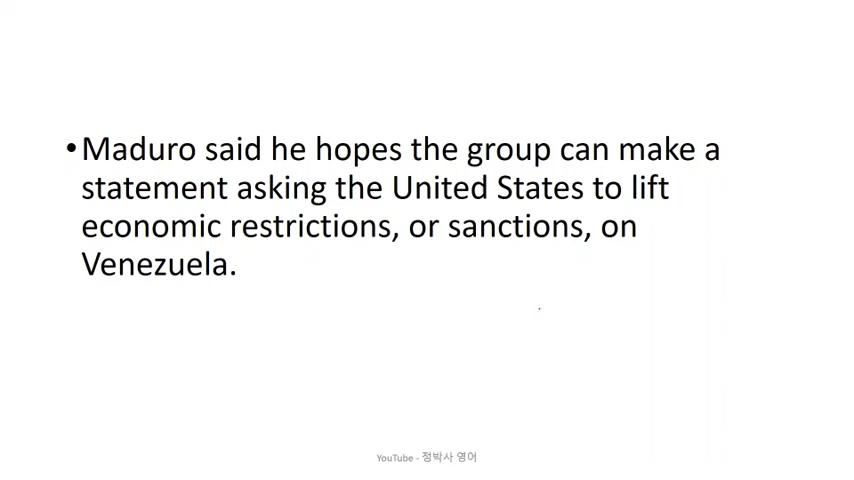 •Maduro said he hopes the group can make a
statement asking the United States to lift
economic restrictions, or sanctions, on
Venezuela.
YouTube - 정박사 영어